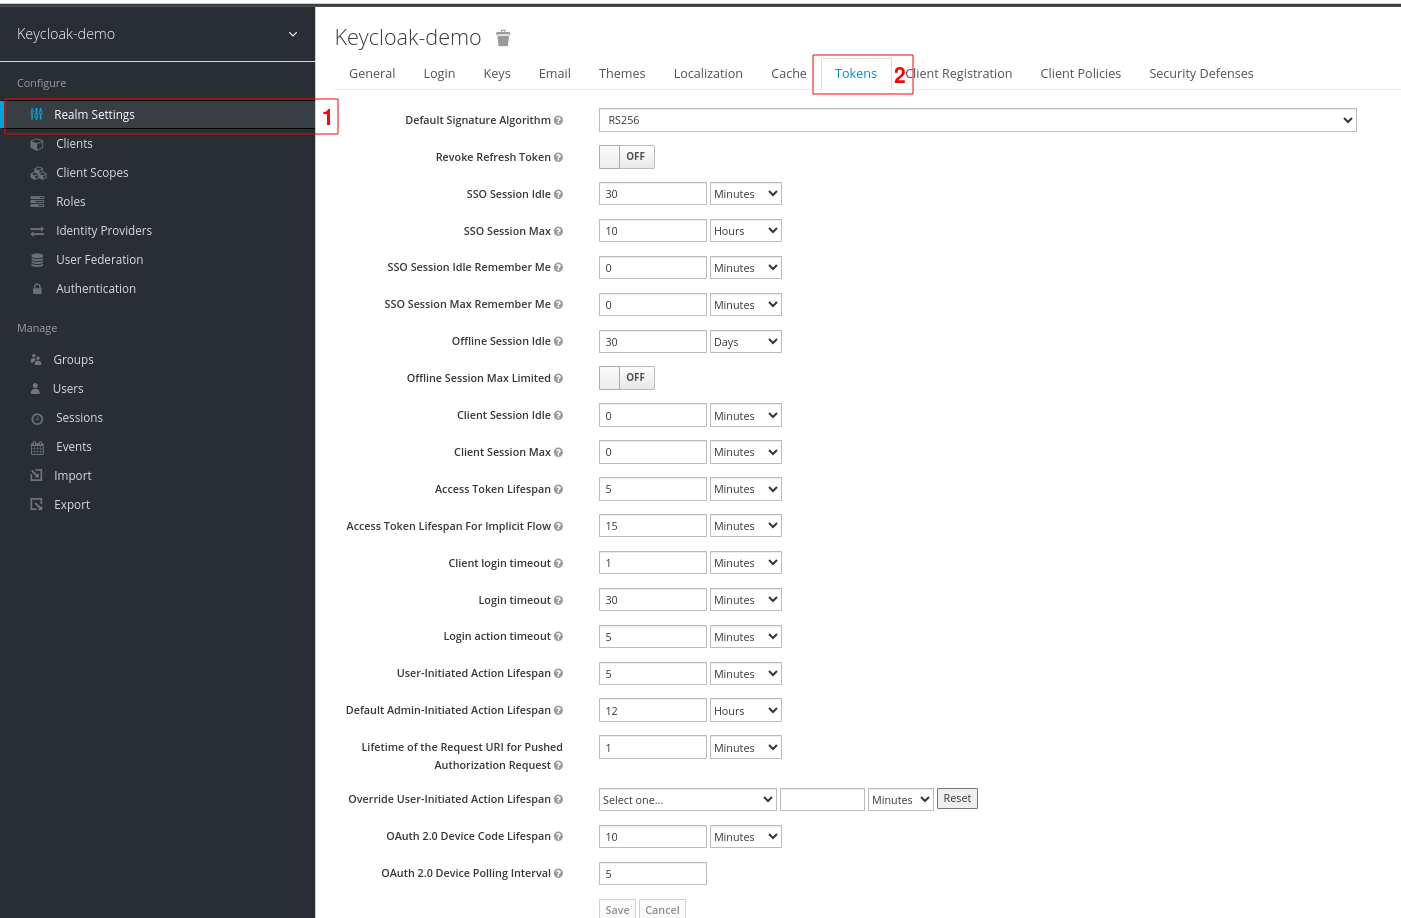 Keycloak-demo
Configure
Realm Settings
1
Clients
Client Scopes
Roles
Identity Providers
User Federation
Authentication
Manage
Groups
Users
Sessions
Events
Import
Export
Keycloak-demo
General Login Keys Email Themes Localization Cache Tokens 2 Client Registration Client Policies Security Defenses
Default Signature Algorithm ? RS256
Revoke Refresh Token ? OFF
SSO Session Idle ? 30 Minutes
SSO Session Max ? 10 Hours
SSO Session Idle Remember Me ? 0 Minutes
SSO Session Max Remember Me ? 0 Minutes
Offline Session Idle ? 30 Days
Offline Session Max Limited ? OFF
Client Session Idle ? 0 Minutes
Client Session Max ? 0 Minutes
Access Token Lifespan ? 5 Minutes
Access Token Lifespan For Implicit Flow ? 15 Minutes
Client login timeout ? 1 Minutes
Login timeout ? 30 Minutes
Login action timeout ? 5 Minutes
User-Initiated Action Lifespan ? 5 Minutes
Default Admin-Initiated Action Lifespan ? 12 Hours
Lifetime of the Request URI for Pushed 1 Minutes
Authorization Request ?
Override User-Initiated Action Lifespan ? Select one... Minutes Reset
OAuth 2.0 Device Code Lifespan ? 10 Minutes
OAuth 2.0 Device Polling Interval ? 5
Save Cancel